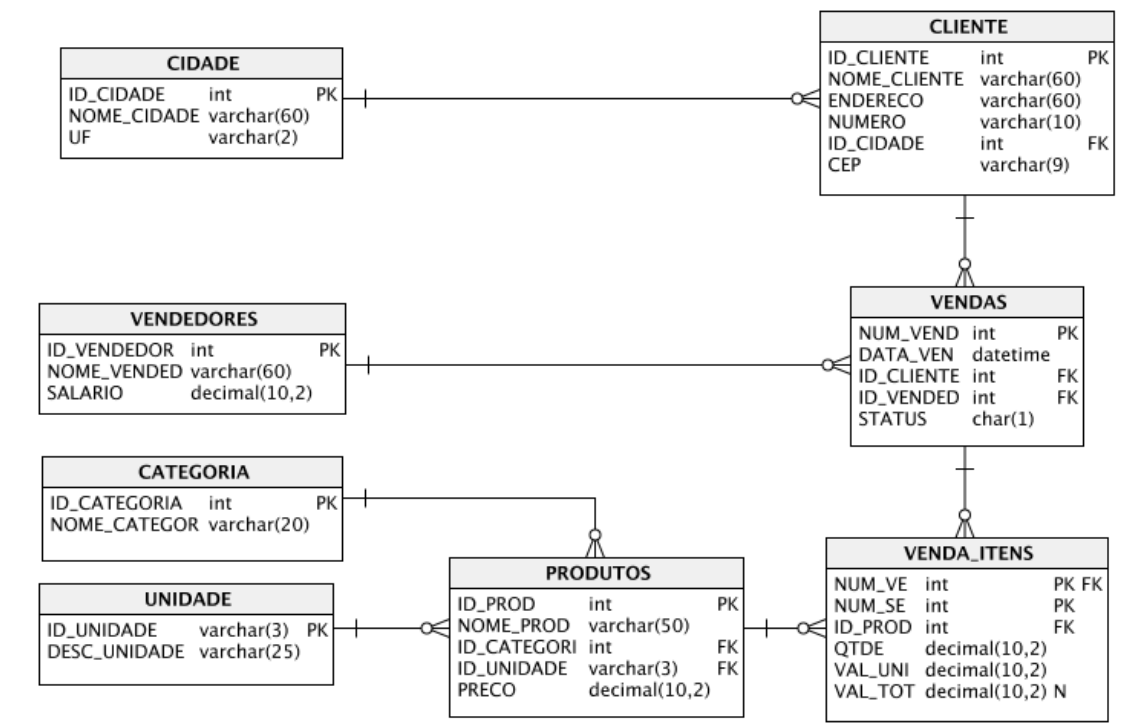 CIDADE
ID_CIDADE int PK
NOME_CIDADE varchar(60)
UF varchar(2)
CLIENTE
ID_CLIENTE int PK
NOME_CLIENTE varchar(60)
ENDERECO varchar(60)
NUMERO varchar(10)
ID_CIDADE int FK
CEP varchar(9)
VENDEDORES
ID_VENDEDOR int PK
NOME_VENDED varchar(60)
SALARIO decimal(10,2)
VENDAS
NUM_VEND int PK
DATA_VEN datetime
ID_CLIENTE int FK
ID_VENDED int FK
STATUS char(1)
CATEGORIA
ID_CATEGORIA int PK
NOME_CATEGOR varchar(20)
UNIDADE
ID_UNIDADE varchar(3) PK
DESC_UNIDADE varchar(25)
PRODUTOS
ID_PROD int PK
NOME_PROD varchar(50)
ID_CATEGORI int FK
ID_UNIDADE varchar(3) FK
PRECO decimal(10,2)
VENDA_ITENS
NUM_VE int PK FK
NUM_SE int PK
ID_PROD int FK
QTDE decimal(10,2)
VAL_UNI decimal(10,2)
VAL_TOT decimal(10,2) N